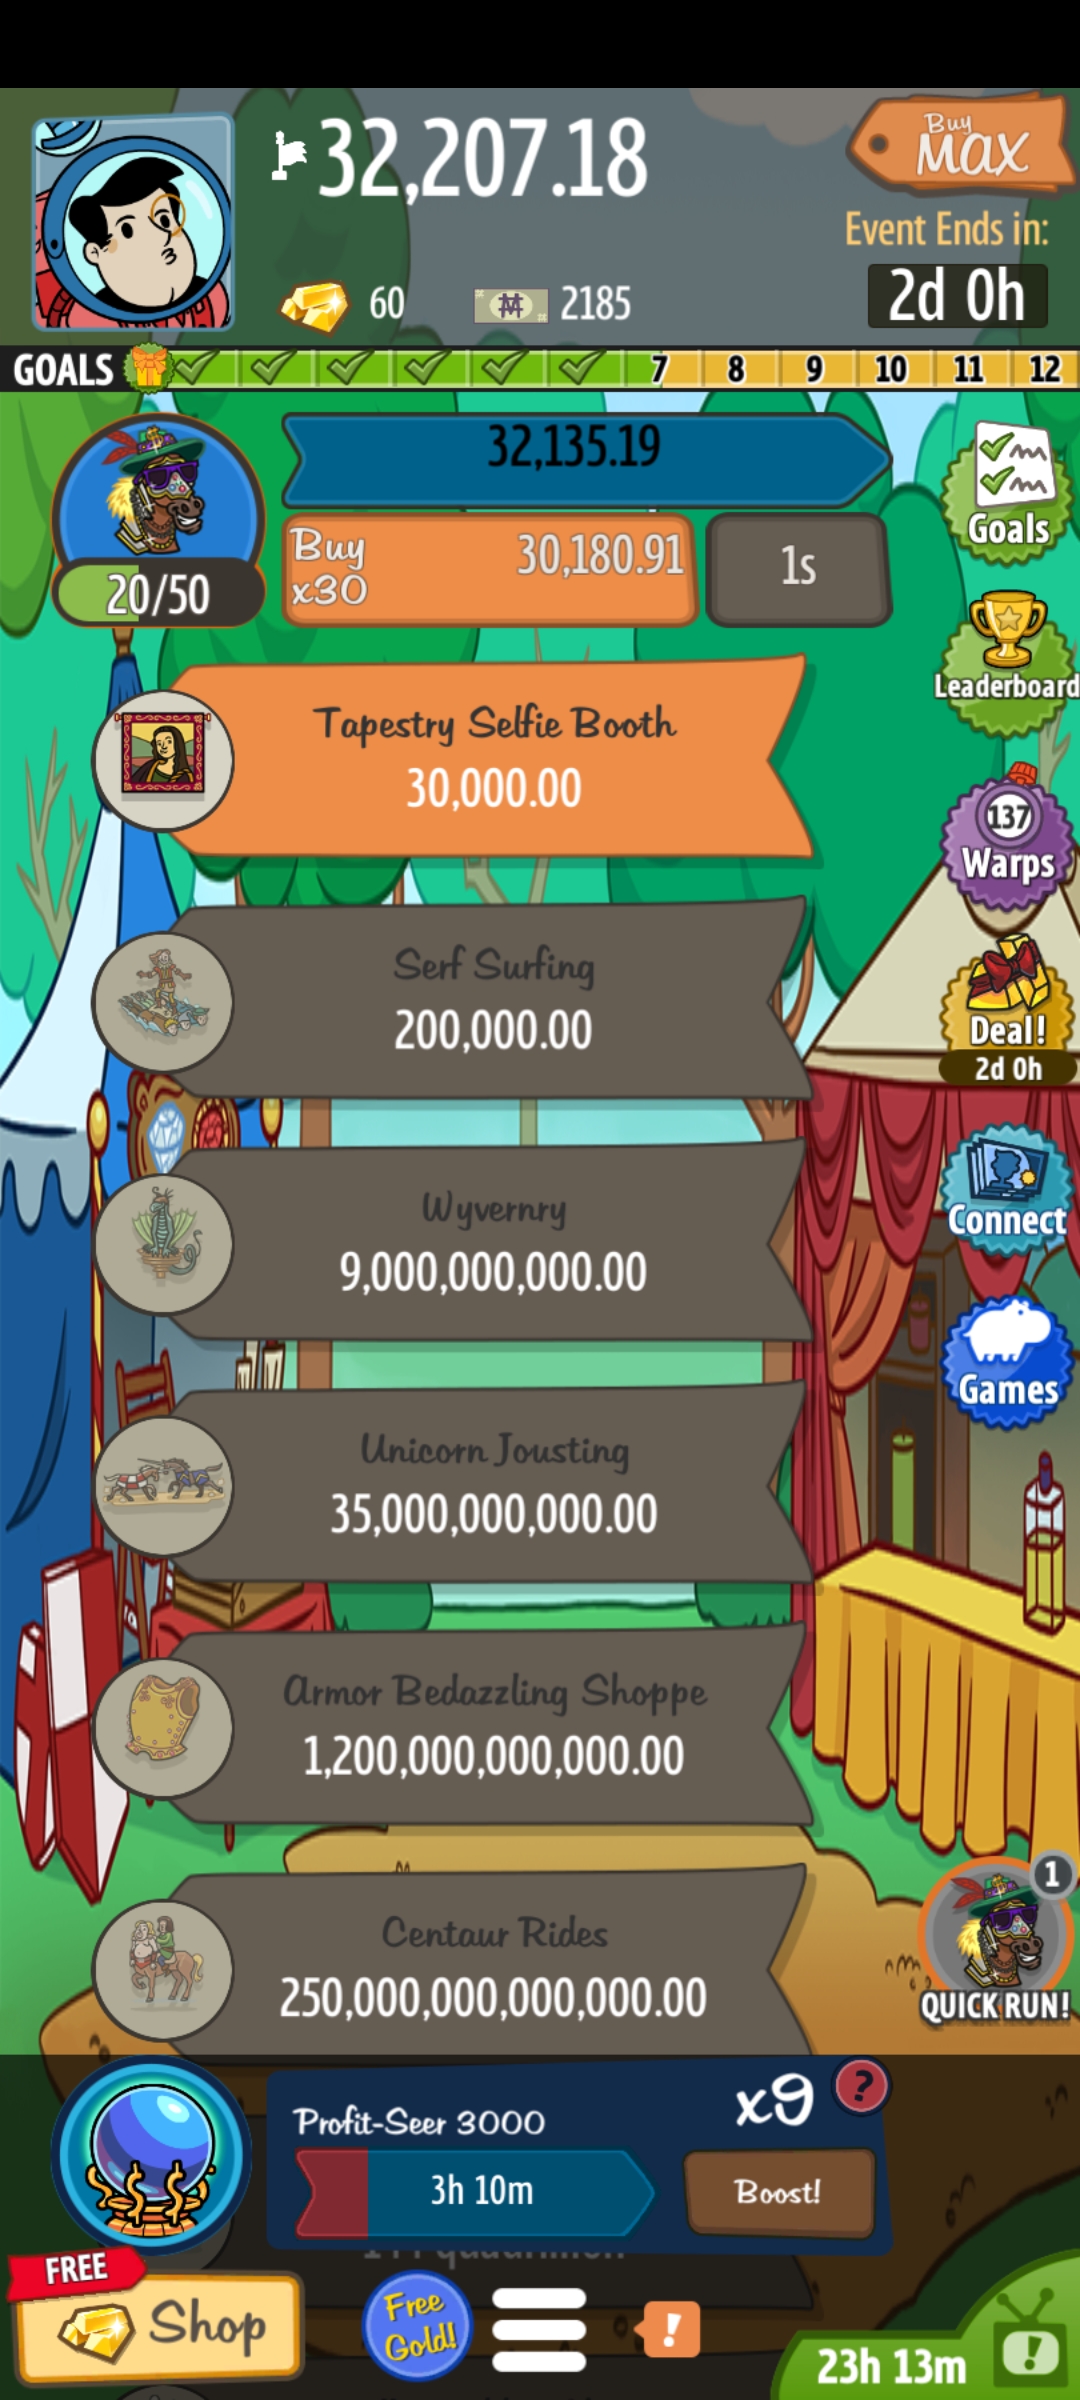 32,207.18
Buy
MAX
Event Ends in:
60
2185
2d 0h
GOALS 7 8 9 10 11 12
32,135.19
Buy
x30
30,180.91
1s
20/50
Goals
Tapestry Selfie Booth
30,000.00
Leaderboard
137
Warps
Serf Surfing
200,000.00
Deal!
2d 0h
Wyvernry
9,000,000,000.00
Connect
Unicorn Jousting
35,000,000,000.00
Games
Armor Bedazzling Shoppe
1,200,000,000,000.00
Centaur Rides
250,000,000,000,000.00
1
QUICK RUN!
Profit-Seer 3000
x9
?
3h 10m
Boost!
FREE
Shop
Free
Gold!
!
23h 13m
!